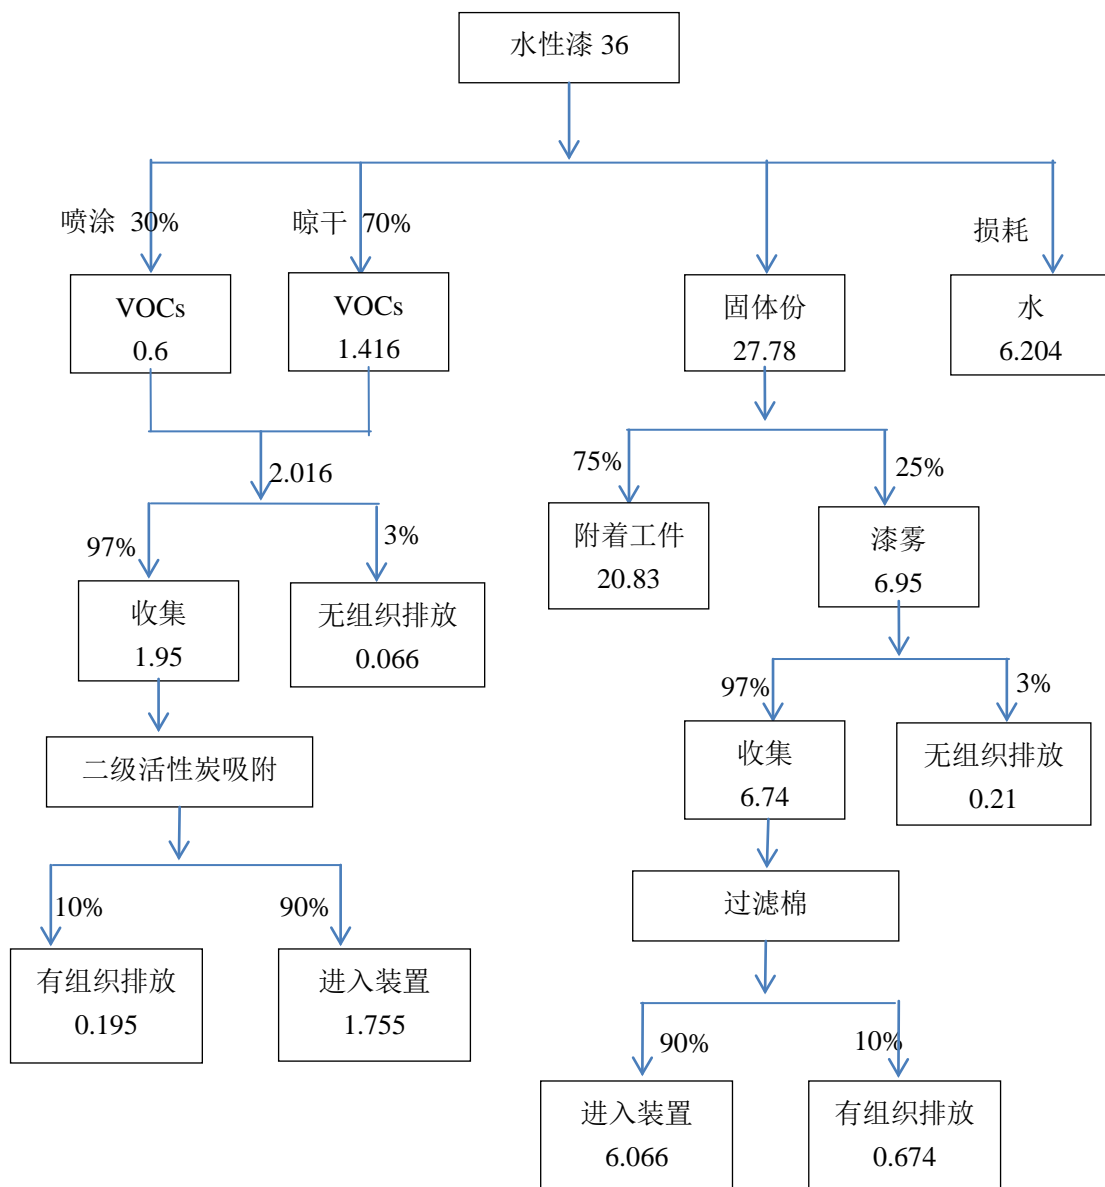 水性漆 36
喷涂 30%
晾干 70%
损耗
VOCs
0.6
VOCs
1.416
固体份
27.78
水
6.204
2.016
75%
25%
97%
3%
附着工件
20.83
漆雾
6.95
收集
1.95
无组织排放
0.066
97%
3%
二级活性炭吸附
收集
6.74
无组织排放
0.21
10%
90%
过滤棉
有组织排放
0.195
进入装置
1.755
90%
10%
进入装置
6.066
有组织排放
0.674